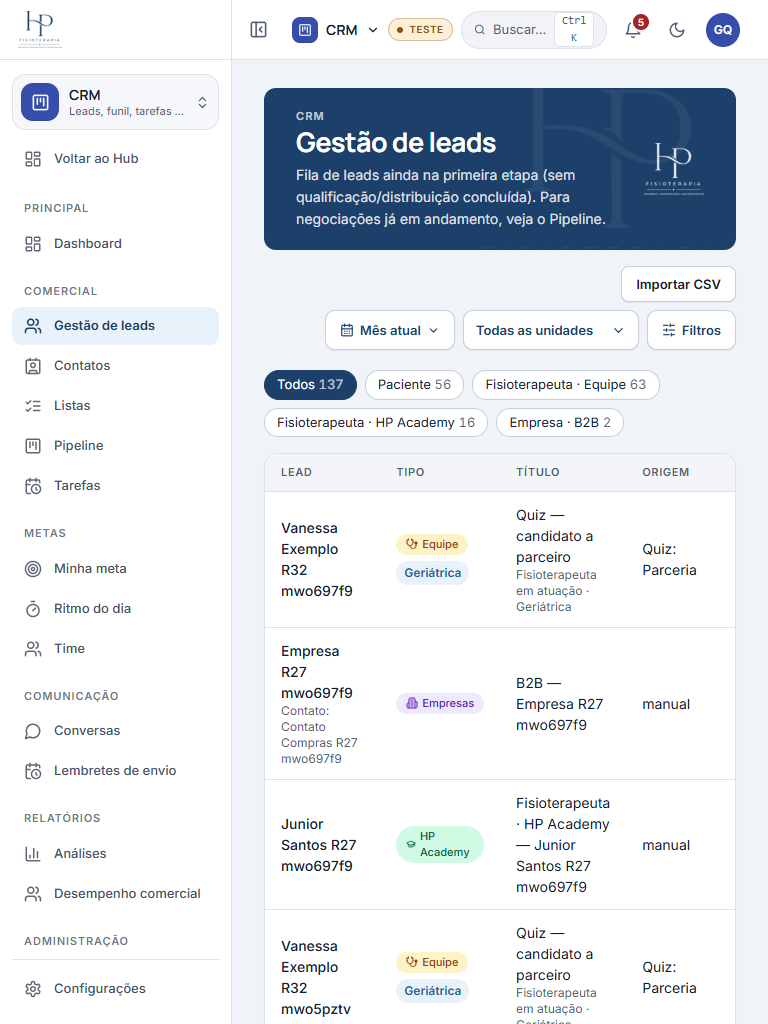 HP
FISIOTERAPIA
CRM
TESTE
Buscar...
Ctrl
K
5
GQ
CRM
Leads, funil, tarefas ...
Voltar ao Hub
PRINCIPAL
Dashboard
COMERCIAL
Gestão de leads
Contatos
Listas
Pipeline
Tarefas
METAS
Minha meta
Ritmo do dia
Time
COMUNICAÇÃO
Conversas
Lembretes de envio
RELATÓRIOS
Análises
Desempenho comercial
ADMINISTRAÇÃO
Configurações
CRM
Gestão de leads
Fila de leads ainda na primeira etapa (sem
qualificação/distribuição concluída). Para
negociações já em andamento, veja o Pipeline.
HP
FISIOTERAPIA
Importar CSV
Mês atual
Todas as unidades
Filtros
Todos 137
Paciente 56
Fisioterapeuta · Equipe 63
Fisioterapeuta · HP Academy 16
Empresa · B2B 2
LEAD TIPO TÍTULO ORIGEM
Vanessa
Exemplo
R32
mwo697f9
Equipe
Geriátrica
Quiz —
candidato a
parceiro
Fisioterapeuta
em atuação ·
Geriátrica
Quiz:
Parceria
Empresa
R27
mwo697f9
Contato:
Contato
Compras R27
mwo697f9
Empresas
B2B —
Empresa R27
mwo697f9
manual
Junior
Santos R27
mwo697f9
HP
Academy
Fisioterapeuta
· HP Academy
— Junior
Santos R27
mwo697f9
manual
Vanessa
Exemplo
R32
mwo5pztv
Equipe
Geriátrica
Quiz —
candidato a
parceiro
Fisioterapeuta
em atuação ·
Geriátrica
Quiz:
Parceria